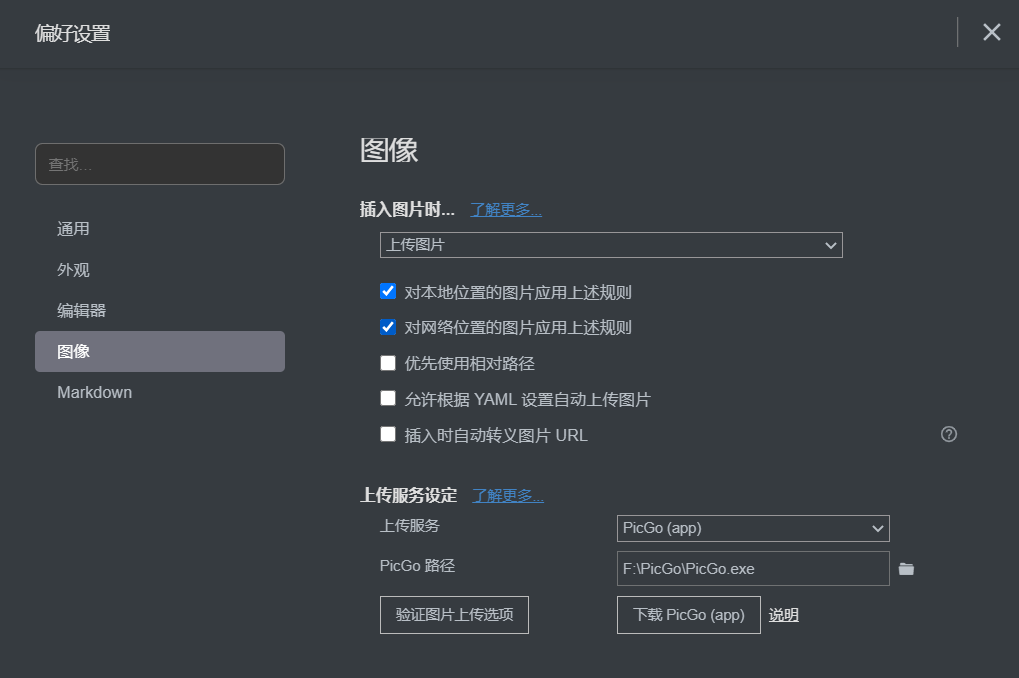 偏好设置
查找...
通用
外观
编辑器
图像
Markdown
图像
插入图片时... 了解更多...
上传图片
对本地位置的图片应用上述规则
对网络位置的图片应用上述规则
优先使用相对路径
允许根据 YAML 设置自动上传图片
插入时自动转义图片 URL
上传服务设定 了解更多...
上传服务 PicGo (app)
PicGo 路径 F:\PicGo\PicGo.exe
验证图片上传选项 下载 PicGo (app) 说明